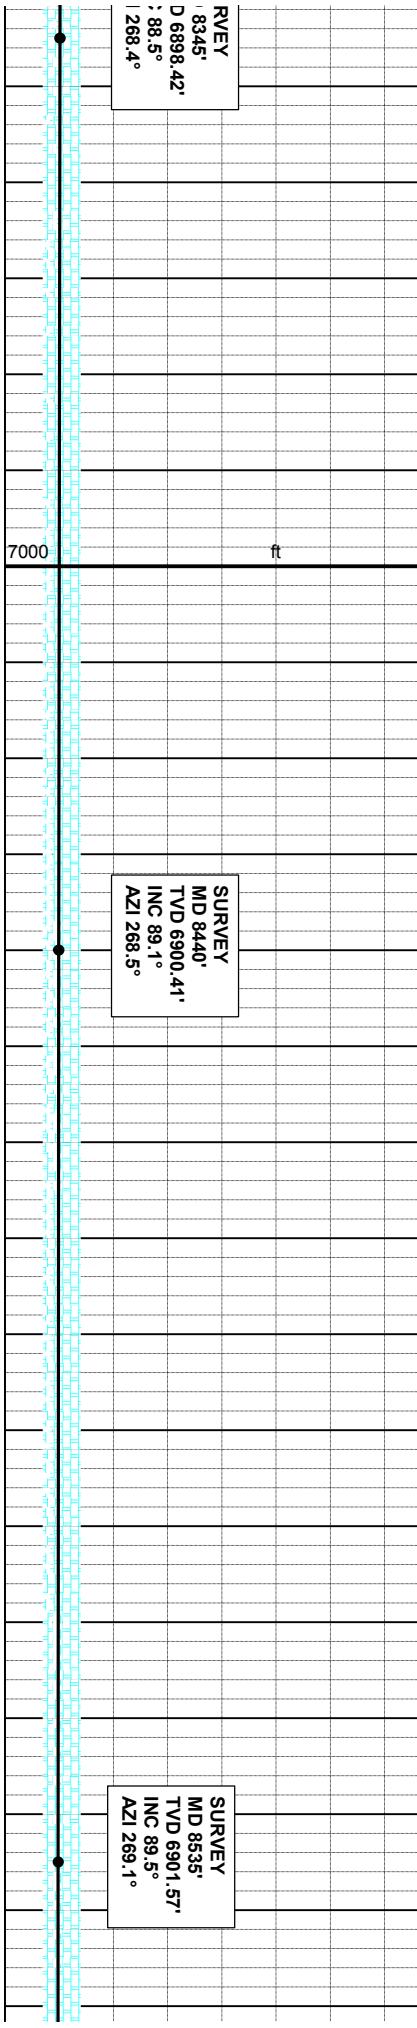 RVEY
8345'
D 6898.42'
88.5°
268.4°
7000
ft
SURVEY
MD 8440'
TVD 6900.41'
INC 89.1°
AZI 268.5°
SURVEY
MD 8535'
TVD 6901.57'
INC 89.5°
AZI 269.1°